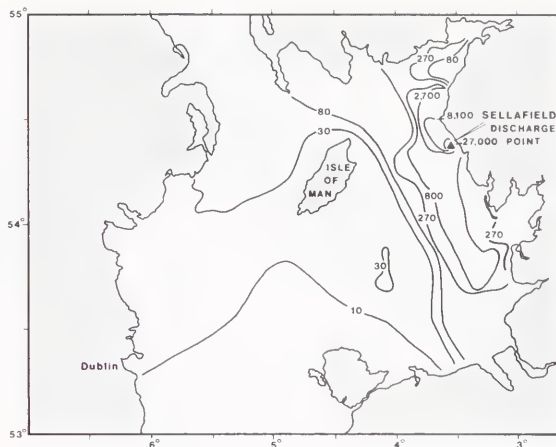 55°
270
80
2,700
8,100 SELLAFIELD
DISCHARGE
27,000 POINT
80
30
ISLE
OF
MAN
54°
800
270
270
30
10
Dublin
53°
6°
5°
4°
3°